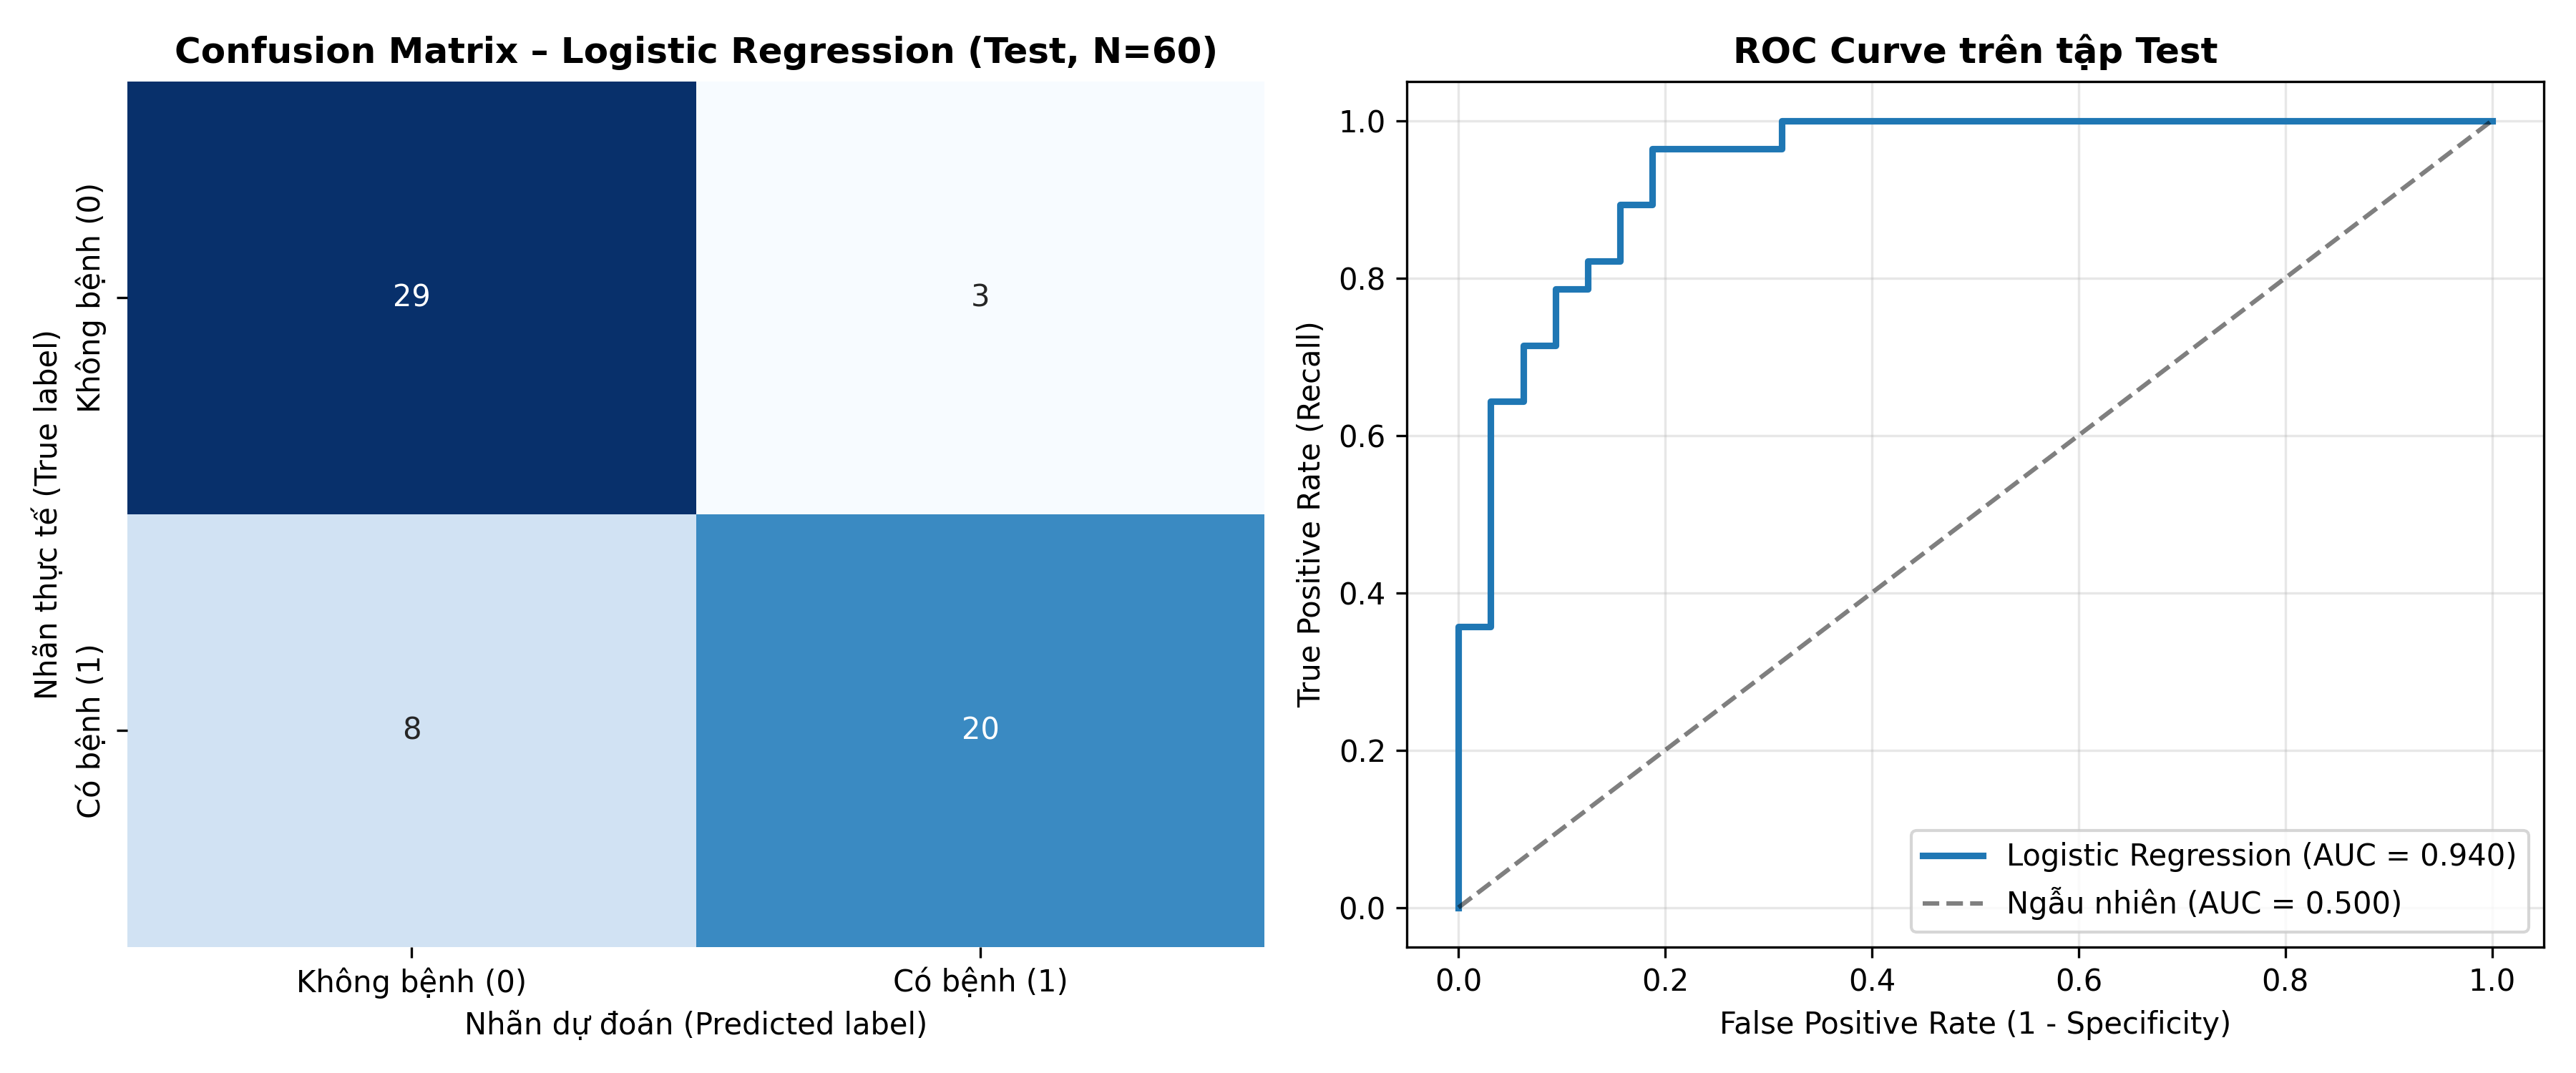 Confusion Matrix – Logistic Regression (Test, N=60)
Nhãn thực tế (True label)
Không bệnh (0)
Có bệnh (1)
29
3
8
20
Không bệnh (0)
Có bệnh (1)
Nhãn dự đoán (Predicted label)
ROC Curve trên tập Test
True Positive Rate (Recall)
1.0
0.8
0.6
0.4
0.2
0.0
Logistic Regression (AUC = 0.940)
Ngẫu nhiên (AUC = 0.500)
0.0
0.2
0.4
0.6
0.8
1.0
False Positive Rate (1 - Specificity)